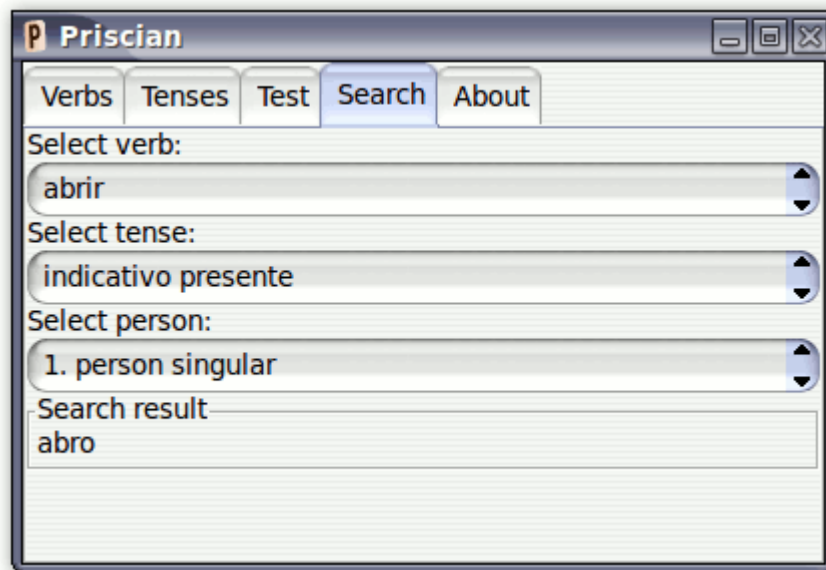 P Priscian
Verbs Tenses Test Search About
Select verb:
abrir
Select tense:
indicativo presente
Select person:
1. person singular
Search result
abro